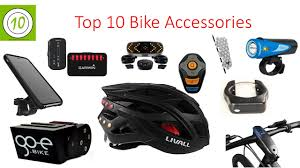 10
Top 10 Bike Accessories
GARMIN
LIVALL
go-e
.BIKE